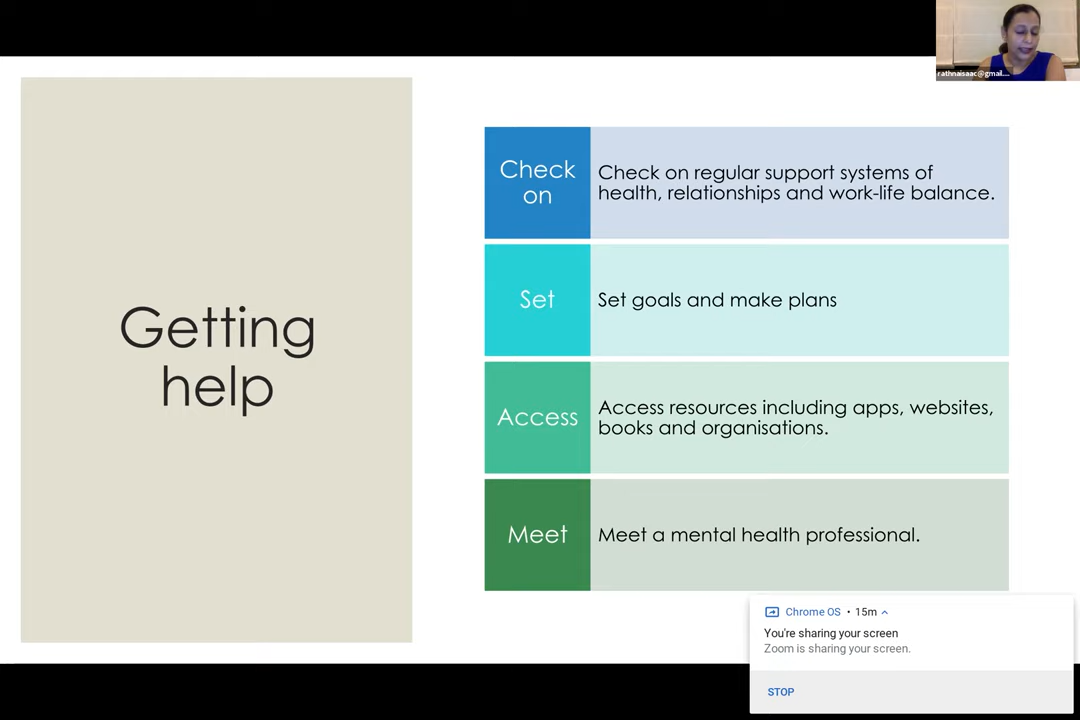 rathnaisaac@gmail....
Getting
help
Check
on
Check on regular support systems of
health, relationships and work-life balance.
Set
Set goals and make plans
Access
Access resources including apps, websites,
books and organisations.
Meet
Meet a mental health professional.
Chrome OS • 15m
You're sharing your screen
Zoom is sharing your screen.
STOP